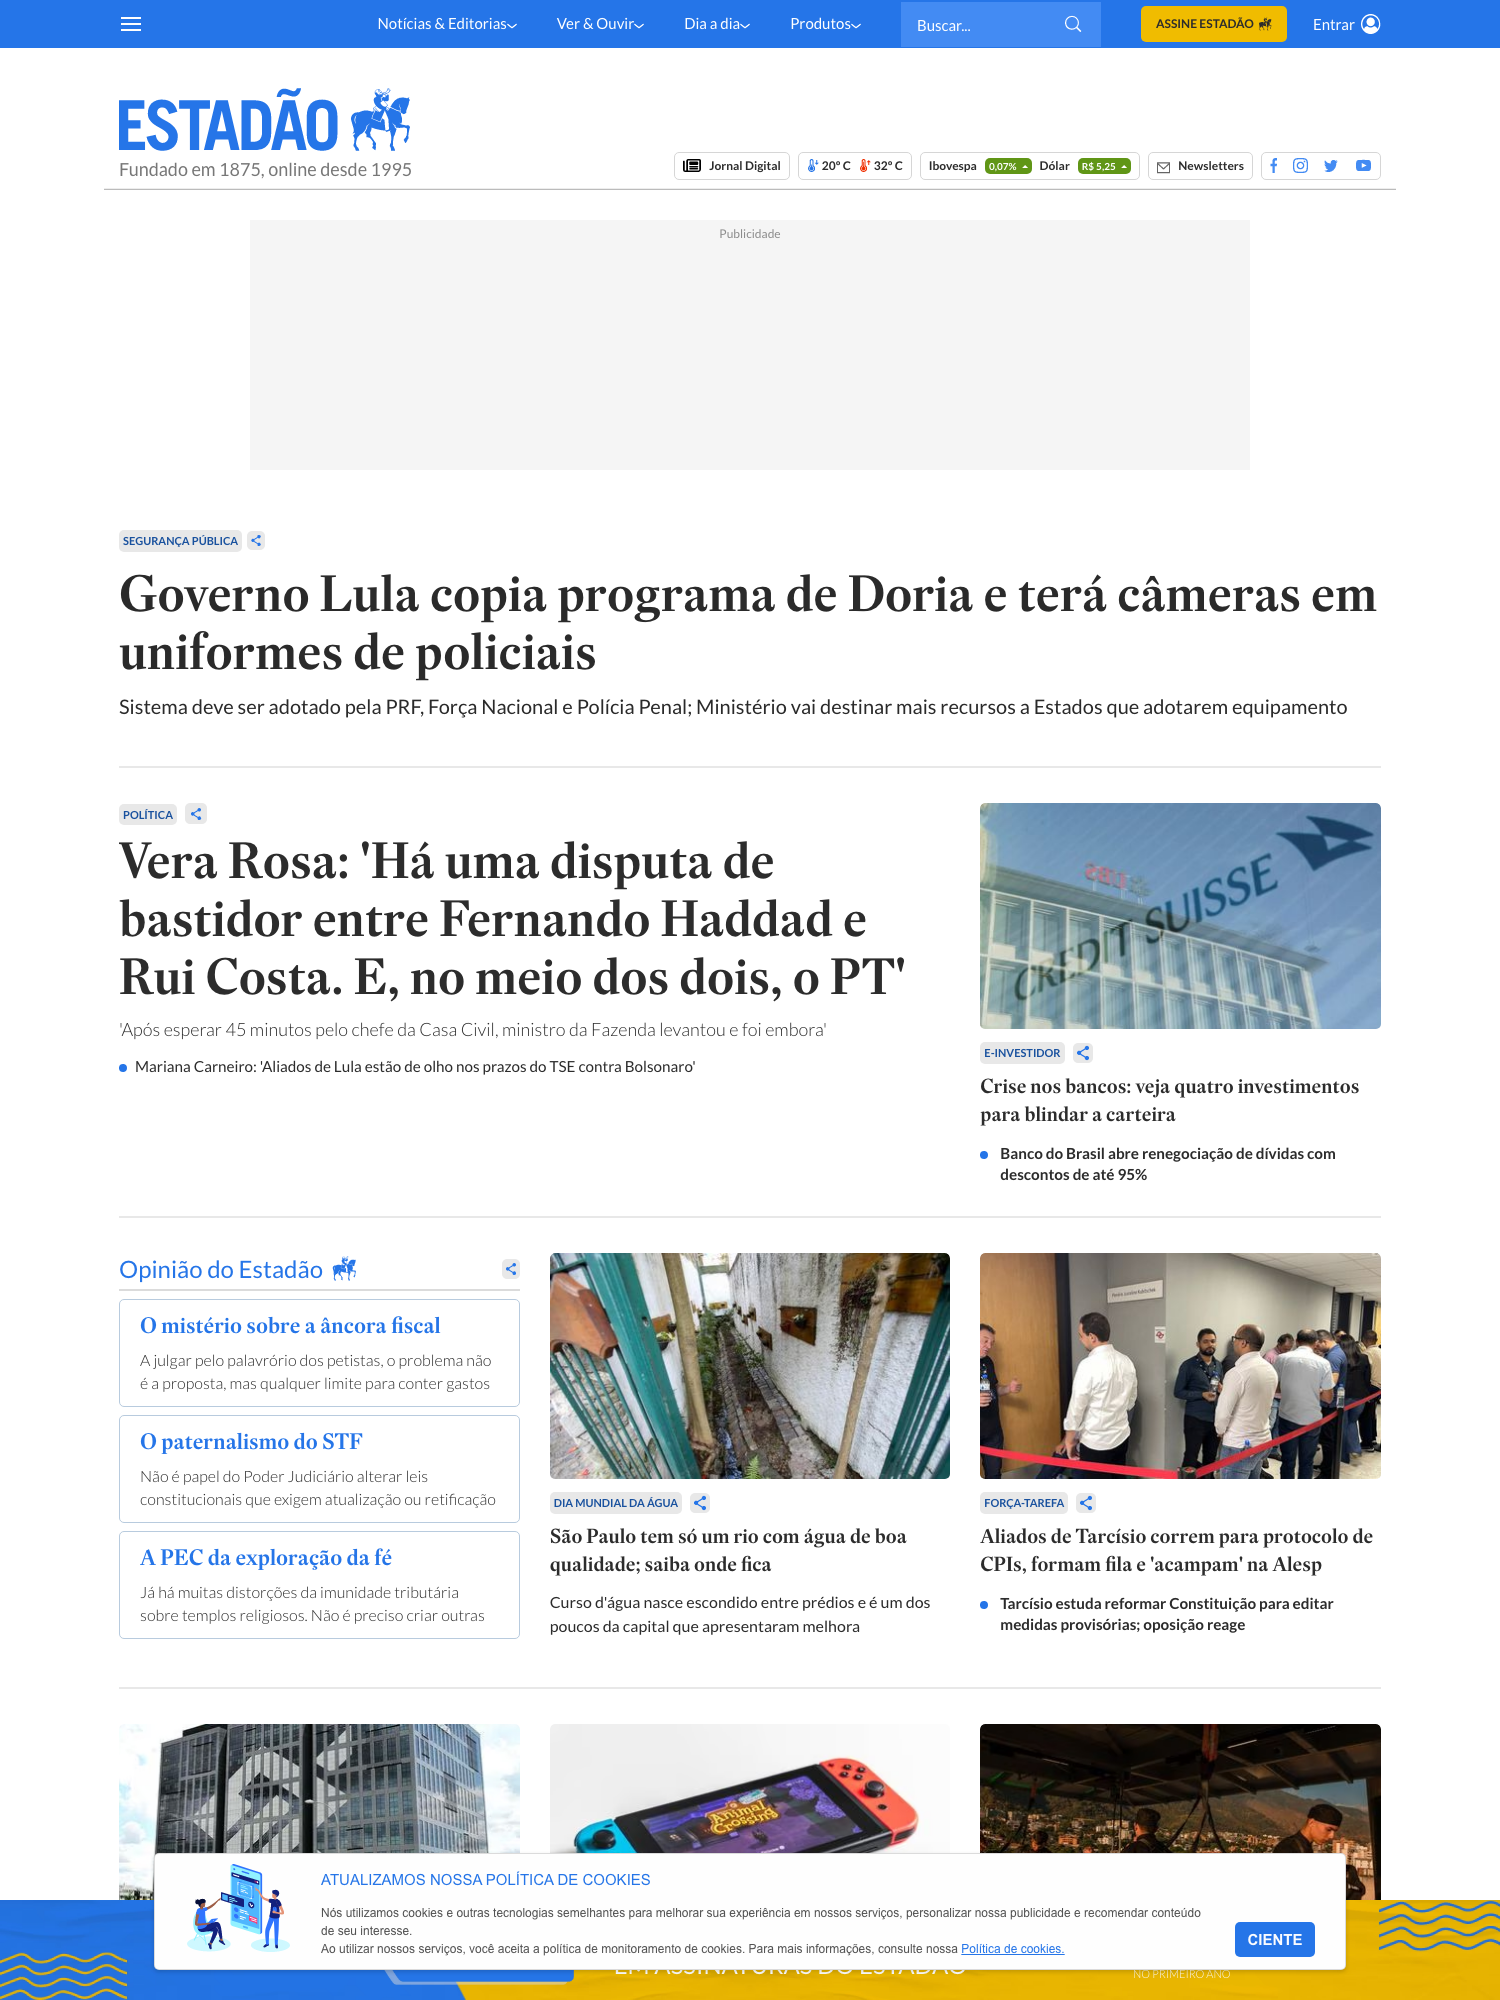 Notícias & Editorias
Ver & Ouvir
Dia a dia
Produtos
Buscar...
ASSINE ESTADÃO
Entrar
ESTADÃO
Fundado em 1875, online desde 1995
Jornal Digital
20º C 32º C
Ibovespa 0,07% Dólar R$ 5,25
Newsletters
Publicidade
SEGURANÇA PÚBLICA
Governo Lula copia programa de Doria e terá câmeras em
uniformes de policiais
Sistema deve ser adotado pela PRF, Força Nacional e Polícia Penal; Ministério vai destinar mais recursos a Estados que adotarem equipamento
POLÍTICA
Vera Rosa: 'Há uma disputa de
bastidor entre Fernando Haddad e
Rui Costa. E, no meio dos dois, o PT'
'Após esperar 45 minutos pelo chefe da Casa Civil, ministro da Fazenda levantou e foi embora'
Mariana Carneiro: 'Aliados de Lula estão de olho nos prazos do TSE contra Bolsonaro'
CREDIT SUISSE
E-INVESTIDOR
Crise nos bancos: veja quatro investimentos
para blindar a carteira
Banco do Brasil abre renegociação de dívidas com
descontos de até 95%
Opinião do Estadão
O mistério sobre a âncora fiscal
A julgar pelo palavrório dos petistas, o problema não
é a proposta, mas qualquer limite para conter gastos
O paternalismo do STF
Não é papel do Poder Judiciário alterar leis
constitucionais que exigem atualização ou retificação
A PEC da exploração da fé
Já há muitas distorções da imunidade tributária
sobre templos religiosos. Não é preciso criar outras
DIA MUNDIAL DA ÁGUA
São Paulo tem só um rio com água de boa
qualidade; saiba onde fica
Curso d'água nasce escondido entre prédios e é um dos
poucos da capital que apresentaram melhora
FORÇA-TAREFA
Aliados de Tarcísio correm para protocolo de
CPIs, formam fila e 'acampam' na Alesp
Tarcísio estuda reformar Constituição para editar
medidas provisórias; oposição reage
Animal
Crossing
ATUALIZAMOS NOSSA POLÍTICA DE COOKIES
Nós utilizamos cookies e outras tecnologias semelhantes para melhorar sua experiência em nossos serviços, personalizar nossa publicidade e recomendar conteúdo
de seu interesse.
Ao utilizar nossos serviços, você aceita a política de monitoramento de cookies. Para mais informações, consulte nossa Política de cookies.
CIENTE
EM ASSINATURAS DO ESTADÃO
NO PRIMEIRO ANO